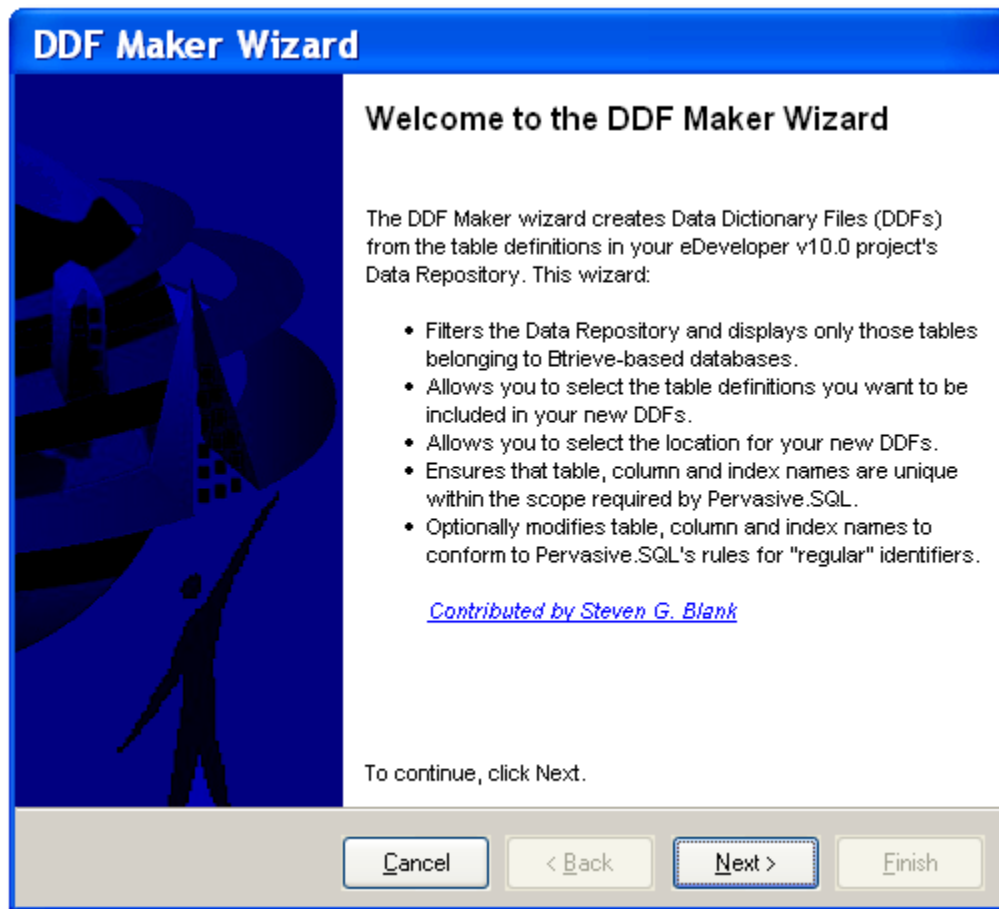 DDF Maker Wizard
Welcome to the DDF Maker Wizard
The DDF Maker wizard creates Data Dictionary Files (DDFs)
from the table definitions in your eDeveloper v10.0 project's
Data Repository. This wizard:
• Filters the Data Repository and displays only those tables
belonging to Btrieve-based databases.
• Allows you to select the table definitions you want to be
included in your new DDFs.
• Allows you to select the location for your new DDFs.
• Ensures that table, column and index names are unique
within the scope required by Pervasive.SQL.
• Optionally modifies table, column and index names to
conform to Pervasive.SQL's rules for "regular" identifiers.
Contributed by Steven G. Blank
To continue, click Next.
Cancel < Back Next > Finish